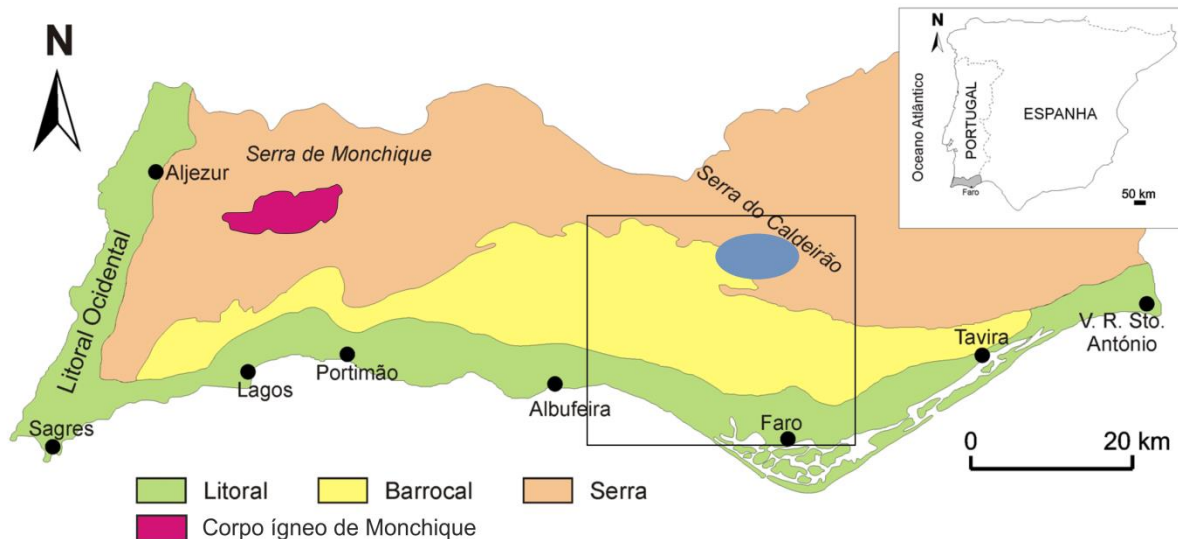 N
Aljezur
Serra de Monchique
Serra do Caldeirão
Litoral Ocidental
Sagres
Lagos
Portimão
Albufeira
Faro
Tavira
V. R. Sto.
António
0 20 km
Litoral Barrocal Serra
Corpo ígneo de Monchique
N
Oceano Atlântico
PORTUGAL
ESPANHA
Faro
50 km